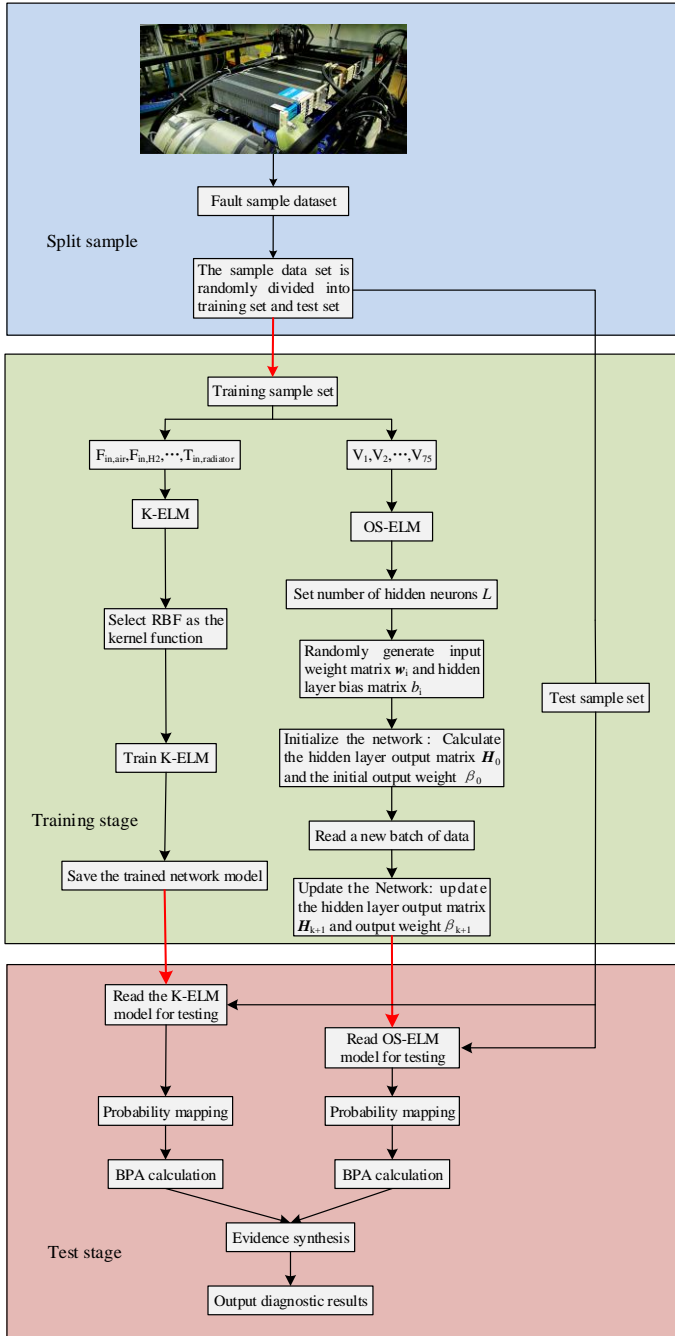 Fault sample dataset
Split sample
The sample data set is
randomly divided into
training set and test set
Training sample set
F_in,air,F_in,H2,⋯,T_in,radiator
V_1,V_2,⋯,V_75
K-ELM
OS-ELM
Set number of hidden neurons L
Select RBF as the
kernel function
Randomly generate input
weight matrix w_i and hidden
layer bias matrix b_i
Test sample set
Initialize the network : Calculate
the hidden layer output matrix H_0
and the initial output weight β_0
Train K-ELM
Training stage
Read a new batch of data
Save the trained network model
Update the Network: update
the hidden layer output matrix
H_k+1 and output weight β_k+1
Read the K-ELM
model for testing
Read OS-ELM
model for testing
Probability mapping
Probability mapping
BPA calculation
BPA calculation
Evidence synthesis
Test stage
Output diagnostic results